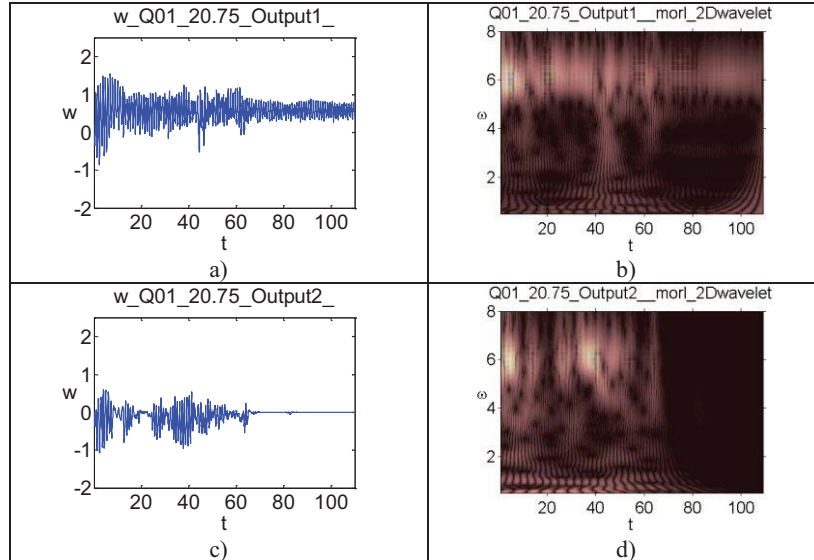 w_Q01_20.75_Output1_
2
1
w
0
-1
-2
20 40 60 80 100
t
a)
Q01_20.75_Output1__morl_2Dwavelet
8
6
ω
4
2
20 40 60 80 100
t
b)
w_Q01_20.75_Output2_
2
1
w
0
-1
-2
20 40 60 80 100
t
c)
Q01_20.75_Output2__morl_2Dwavelet
8
6
ω
4
2
20 40 60 80 100
t
d)